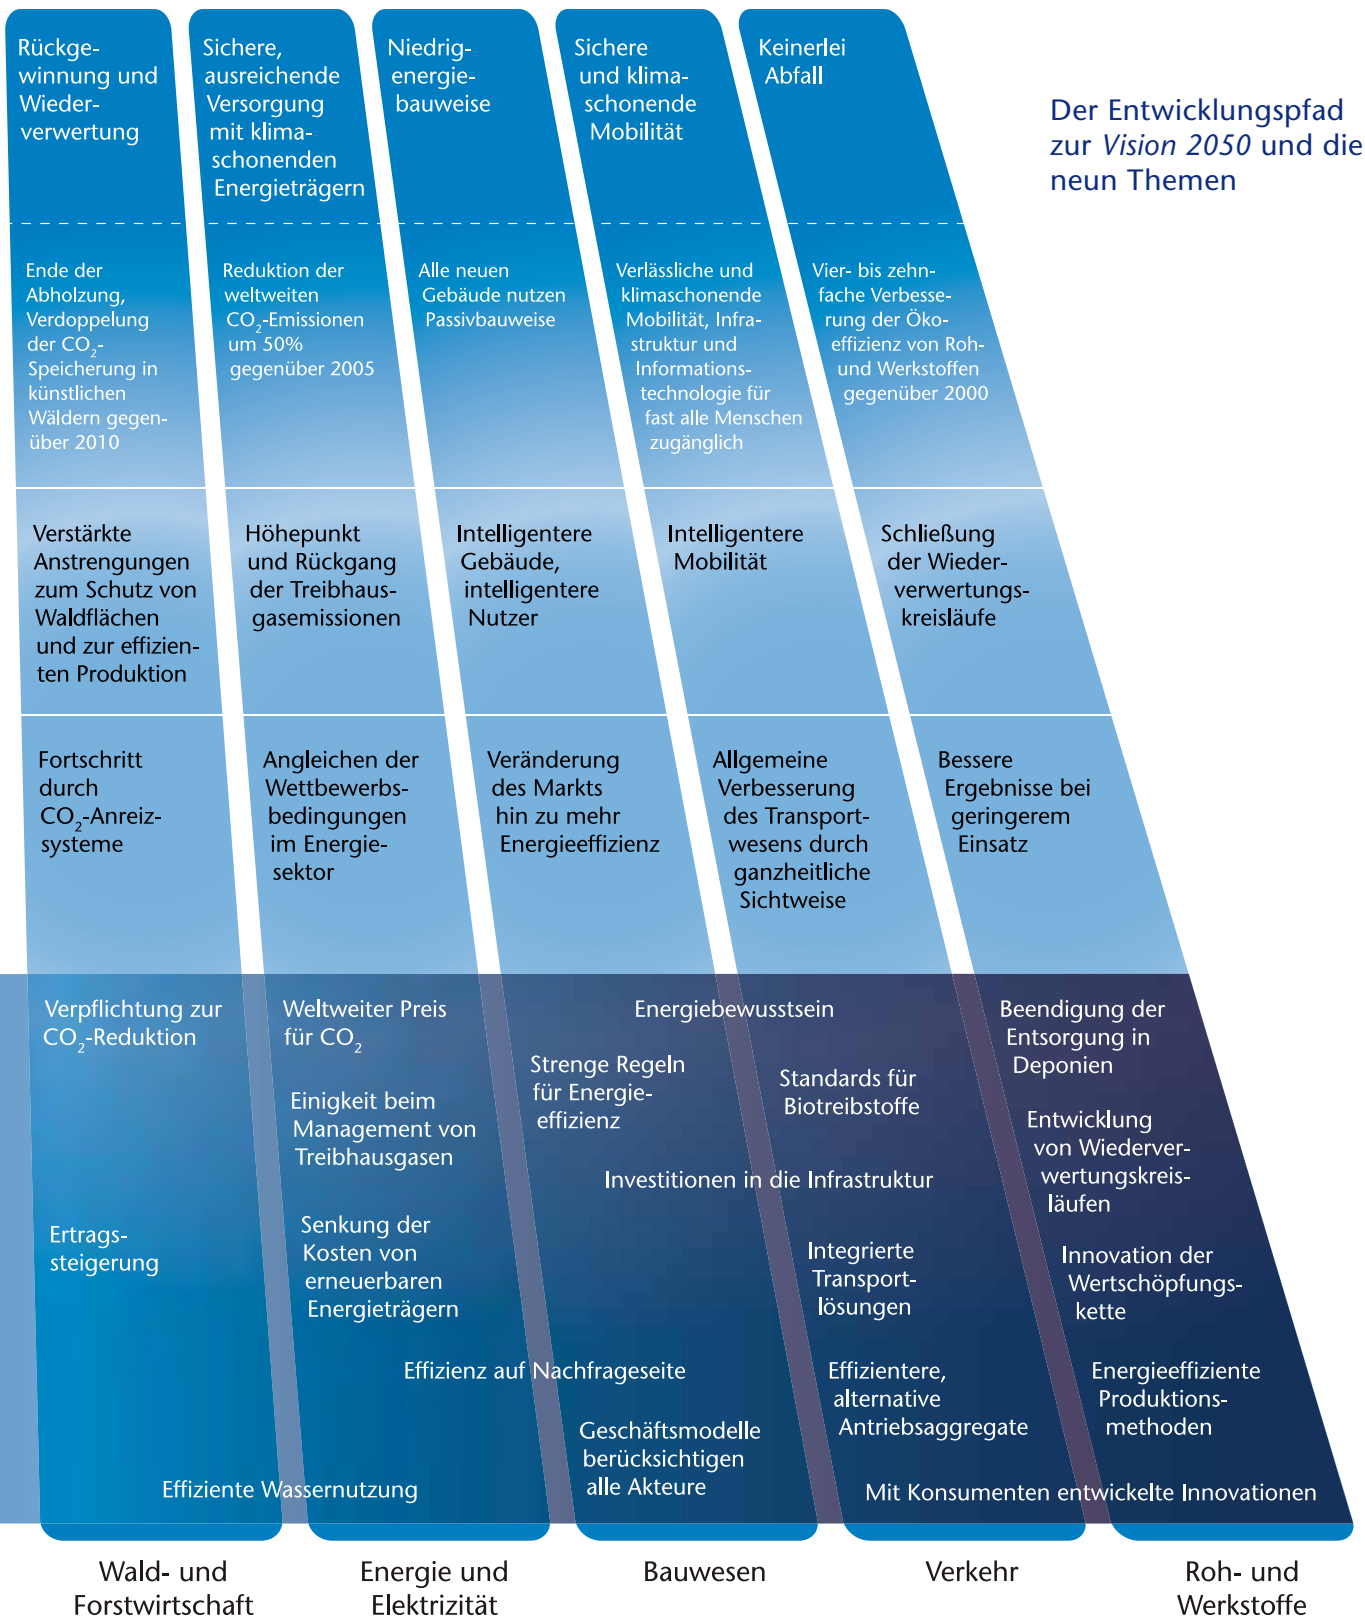 Rückge-
winnung und
Wieder-
verwertung
Sichere,
ausreichende
Versorgung
mit klima-
schonenden
Energieträgern
Niedrig-
energie-
bauweise
Sichere
und klima-
schonende
Mobilität
Keinerlei
Abfall
Der Entwicklungspfad
zur Vision 2050 und die
neun Themen
Ende der
Abholzung,
Verdoppelung
der CO₂-
Speicherung in
künstlichen
Wäldern gegen-
über 2010
Reduktion der
weltweiten
CO₂-Emissionen
um 50%
gegenüber 2005
Alle neuen
Gebäude nutzen
Passivbauweise
Verlässliche und
klimaschonende
Mobilität, Infra-
struktur und
Informations-
technologie für
fast alle Menschen
zugänglich
Vier- bis zehn-
fache Verbesse-
rung der Öko-
effizienz von Roh-
und Werkstoffen
gegenüber 2000
Verstärkte
Anstrengungen
zum Schutz von
Waldflächen
und zur effizien-
ten Produktion
Höhepunkt
und Rückgang
der Treibhaus-
gasemissionen
Intelligentere
Gebäude,
intelligentere
Nutzer
Intelligentere
Mobilität
Schließung
der Wieder-
verwertungs-
kreisläufe
Fortschritt
durch
CO₂-Anreiz-
systeme
Angleichen der
Wettbewerbs-
bedingungen
im Energie-
sektor
Veränderung
des Markts
hin zu mehr
Energieeffizienz
Allgemeine
Verbesserung
des Transport-
wesens durch
ganzheitliche
Sichtweise
Bessere
Ergebnisse bei
geringerem
Einsatz
Verpflichtung zur
CO₂-Reduktion
Weltweiter Preis
für CO₂
Energiebewusstsein
Beendigung der
Entsorgung in
Deponien
Strenge Regeln
für Energie-
effizienz
Standards für
Biotreibstoffe
Einigkeit beim
Management von
Treibhausgasen
Entwicklung
von Wiederver-
wertungskreis-
läufen
Investitionen in die Infrastruktur
Ertrags-
steigerung
Senkung der
Kosten von
erneuerbaren
Energieträgern
Integrierte
Transport-
lösungen
Innovation der
Wertschöpfungs-
kette
Effizienz auf Nachfrageseite
Effizientere,
alternative
Antriebsaggregate
Energieeffiziente
Produktions-
methoden
Geschäftsmodelle
berücksichtigen
alle Akteure
Effiziente Wassernutzung
Mit Konsumenten entwickelte Innovationen
Wald- und
Forstwirtschaft
Energie und
Elektrizität
Bauwesen
Verkehr
Roh- und
Werkstoffe